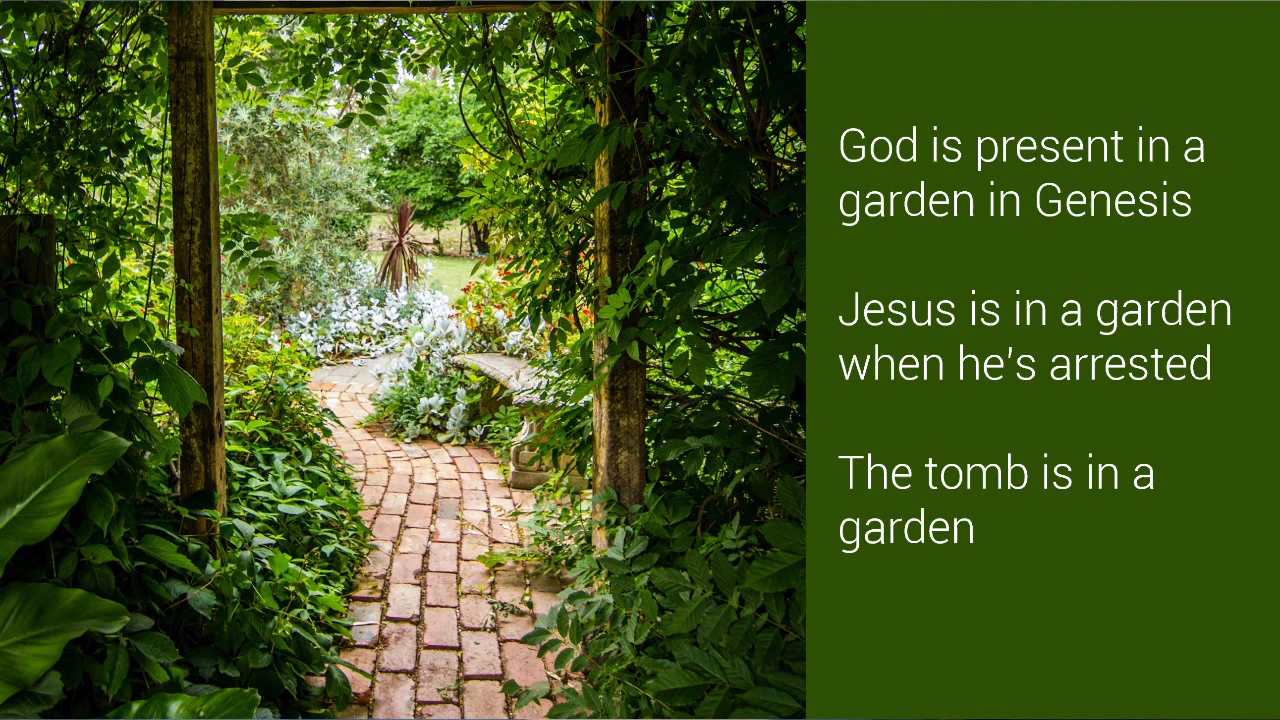 God is present in a
garden in Genesis
Jesus is in a garden
when he's arrested
The tomb is in a
garden